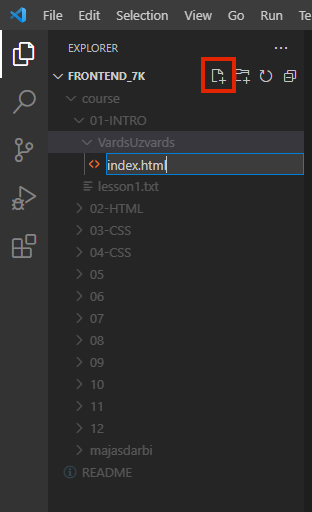 File Edit Selection View Go Run Te
EXPLORER
FRONTEND_7K
course
01-INTRO
VardsUzvards
index.html
lesson1.txt
02-HTML
03-CSS
04-CSS
05
06
07
08
09
10
11
12
majasdarbi
README